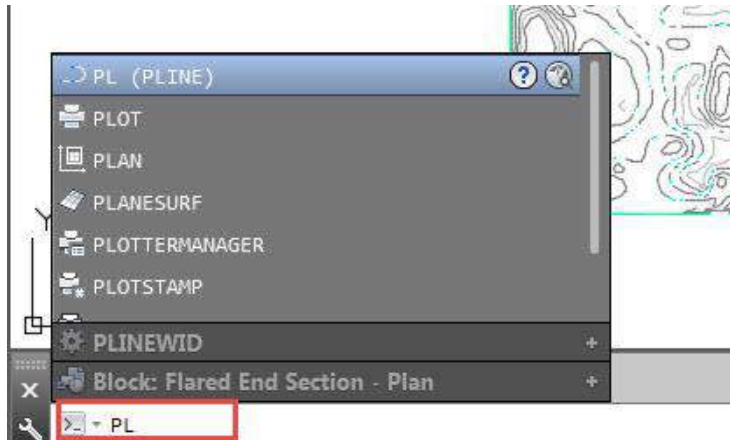 PL (PLINE)
PLOT
PLAN
PLANESURF
PLOTTERMANAGER
PLOTSTAMP
PLINEWID
Block: Flared End Section - Plan
PL
Y